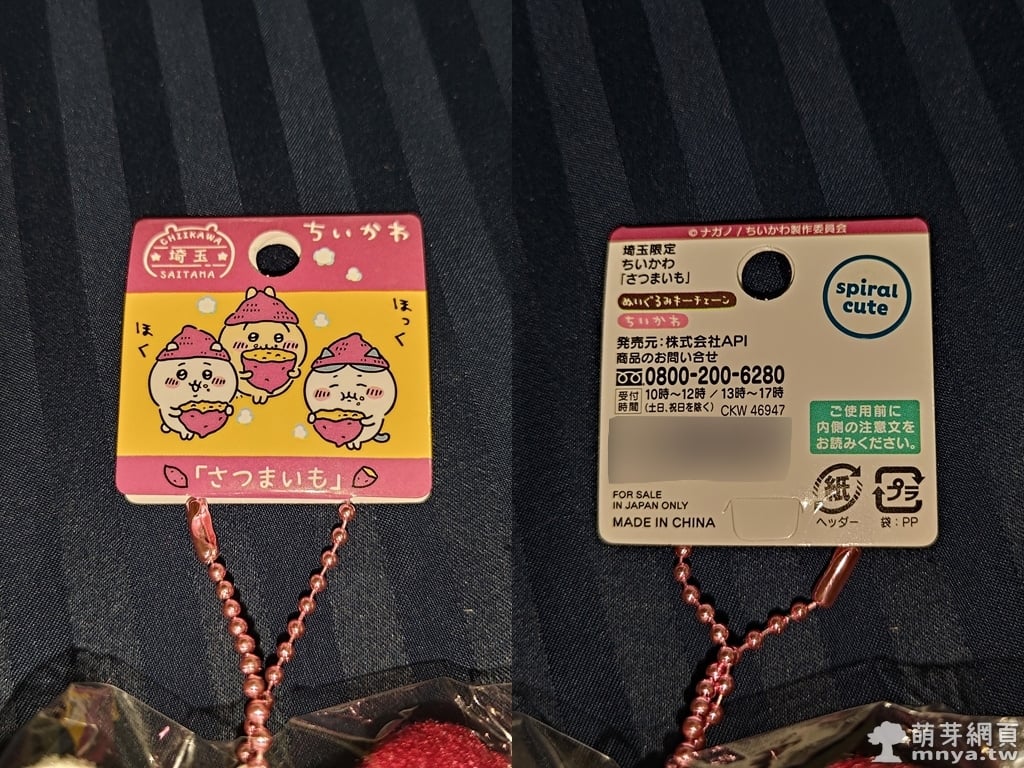 CHIIKAWA
埼玉
SAITAMA
ちいかわ
ほっく
ほく
「さつまいも」
© ナガノ / ちいかわ製作委員会
埼玉限定
ちいかわ
「さつまいも」
ぬいぐるみキーチェーン
ちいかわ
spiral
cute
発売元:株式会社API
商品のお問い合せ
0800-200-6280
受付
時間
10時〜12時 / 13時〜17時
(土日、祝日を除く) CKW 46947
ご使用前に
内側の注意文を
お読みください。
FOR SALE
IN JAPAN ONLY
MADE IN CHINA
紙
ヘッダー
プラ
袋:PP
萌芽網頁
mnya.tw